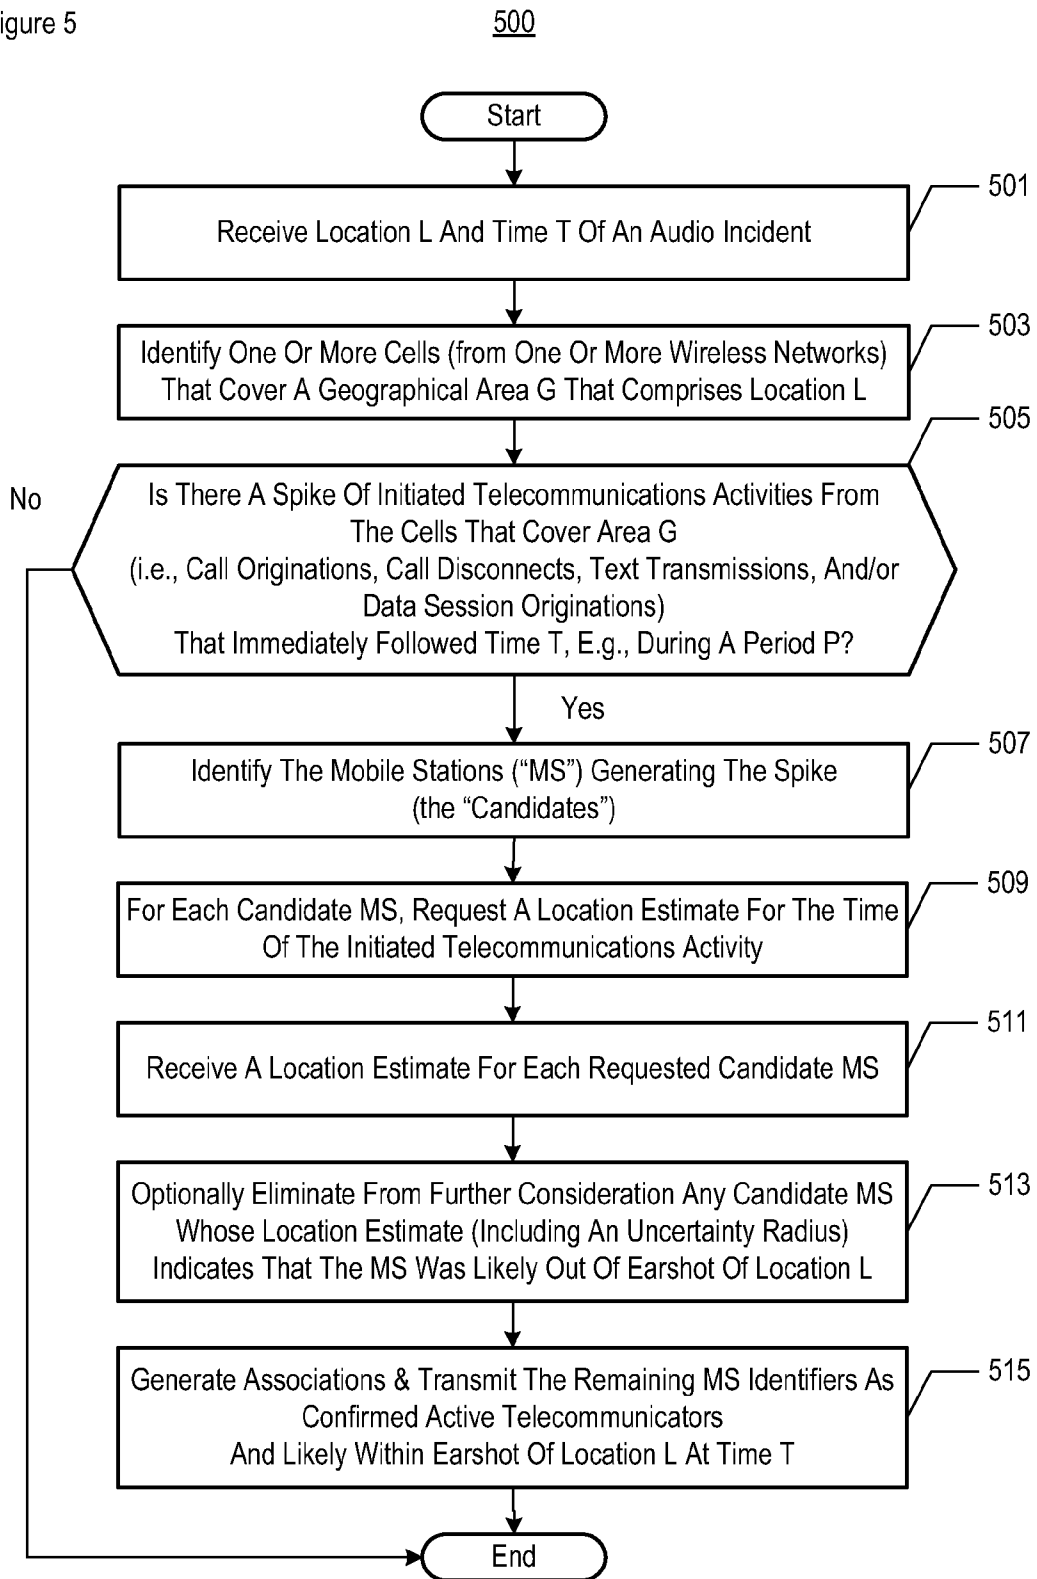 igure 5
500
Start
501
Receive Location L And Time T Of An Audio Incident
503
Identify One Or More Cells (from One Or More Wireless Networks)
That Cover A Geographical Area G That Comprises Location L
505
No
Is There A Spike Of Initiated Telecommunications Activities From
The Cells That Cover Area G
(i.e., Call Originations, Call Disconnects, Text Transmissions, And/or
Data Session Originations)
That Immediately Followed Time T, E.g., During A Period P?
Yes
507
Identify The Mobile Stations (“MS”) Generating The Spike
(the “Candidates”)
509
For Each Candidate MS, Request A Location Estimate For The Time
Of The Initiated Telecommunications Activity
511
Receive A Location Estimate For Each Requested Candidate MS
513
Optionally Eliminate From Further Consideration Any Candidate MS
Whose Location Estimate (Including An Uncertainty Radius)
Indicates That The MS Was Likely Out Of Earshot Of Location L
515
Generate Associations & Transmit The Remaining MS Identifiers As
Confirmed Active Telecommunicators
And Likely Within Earshot Of Location L At Time T
End